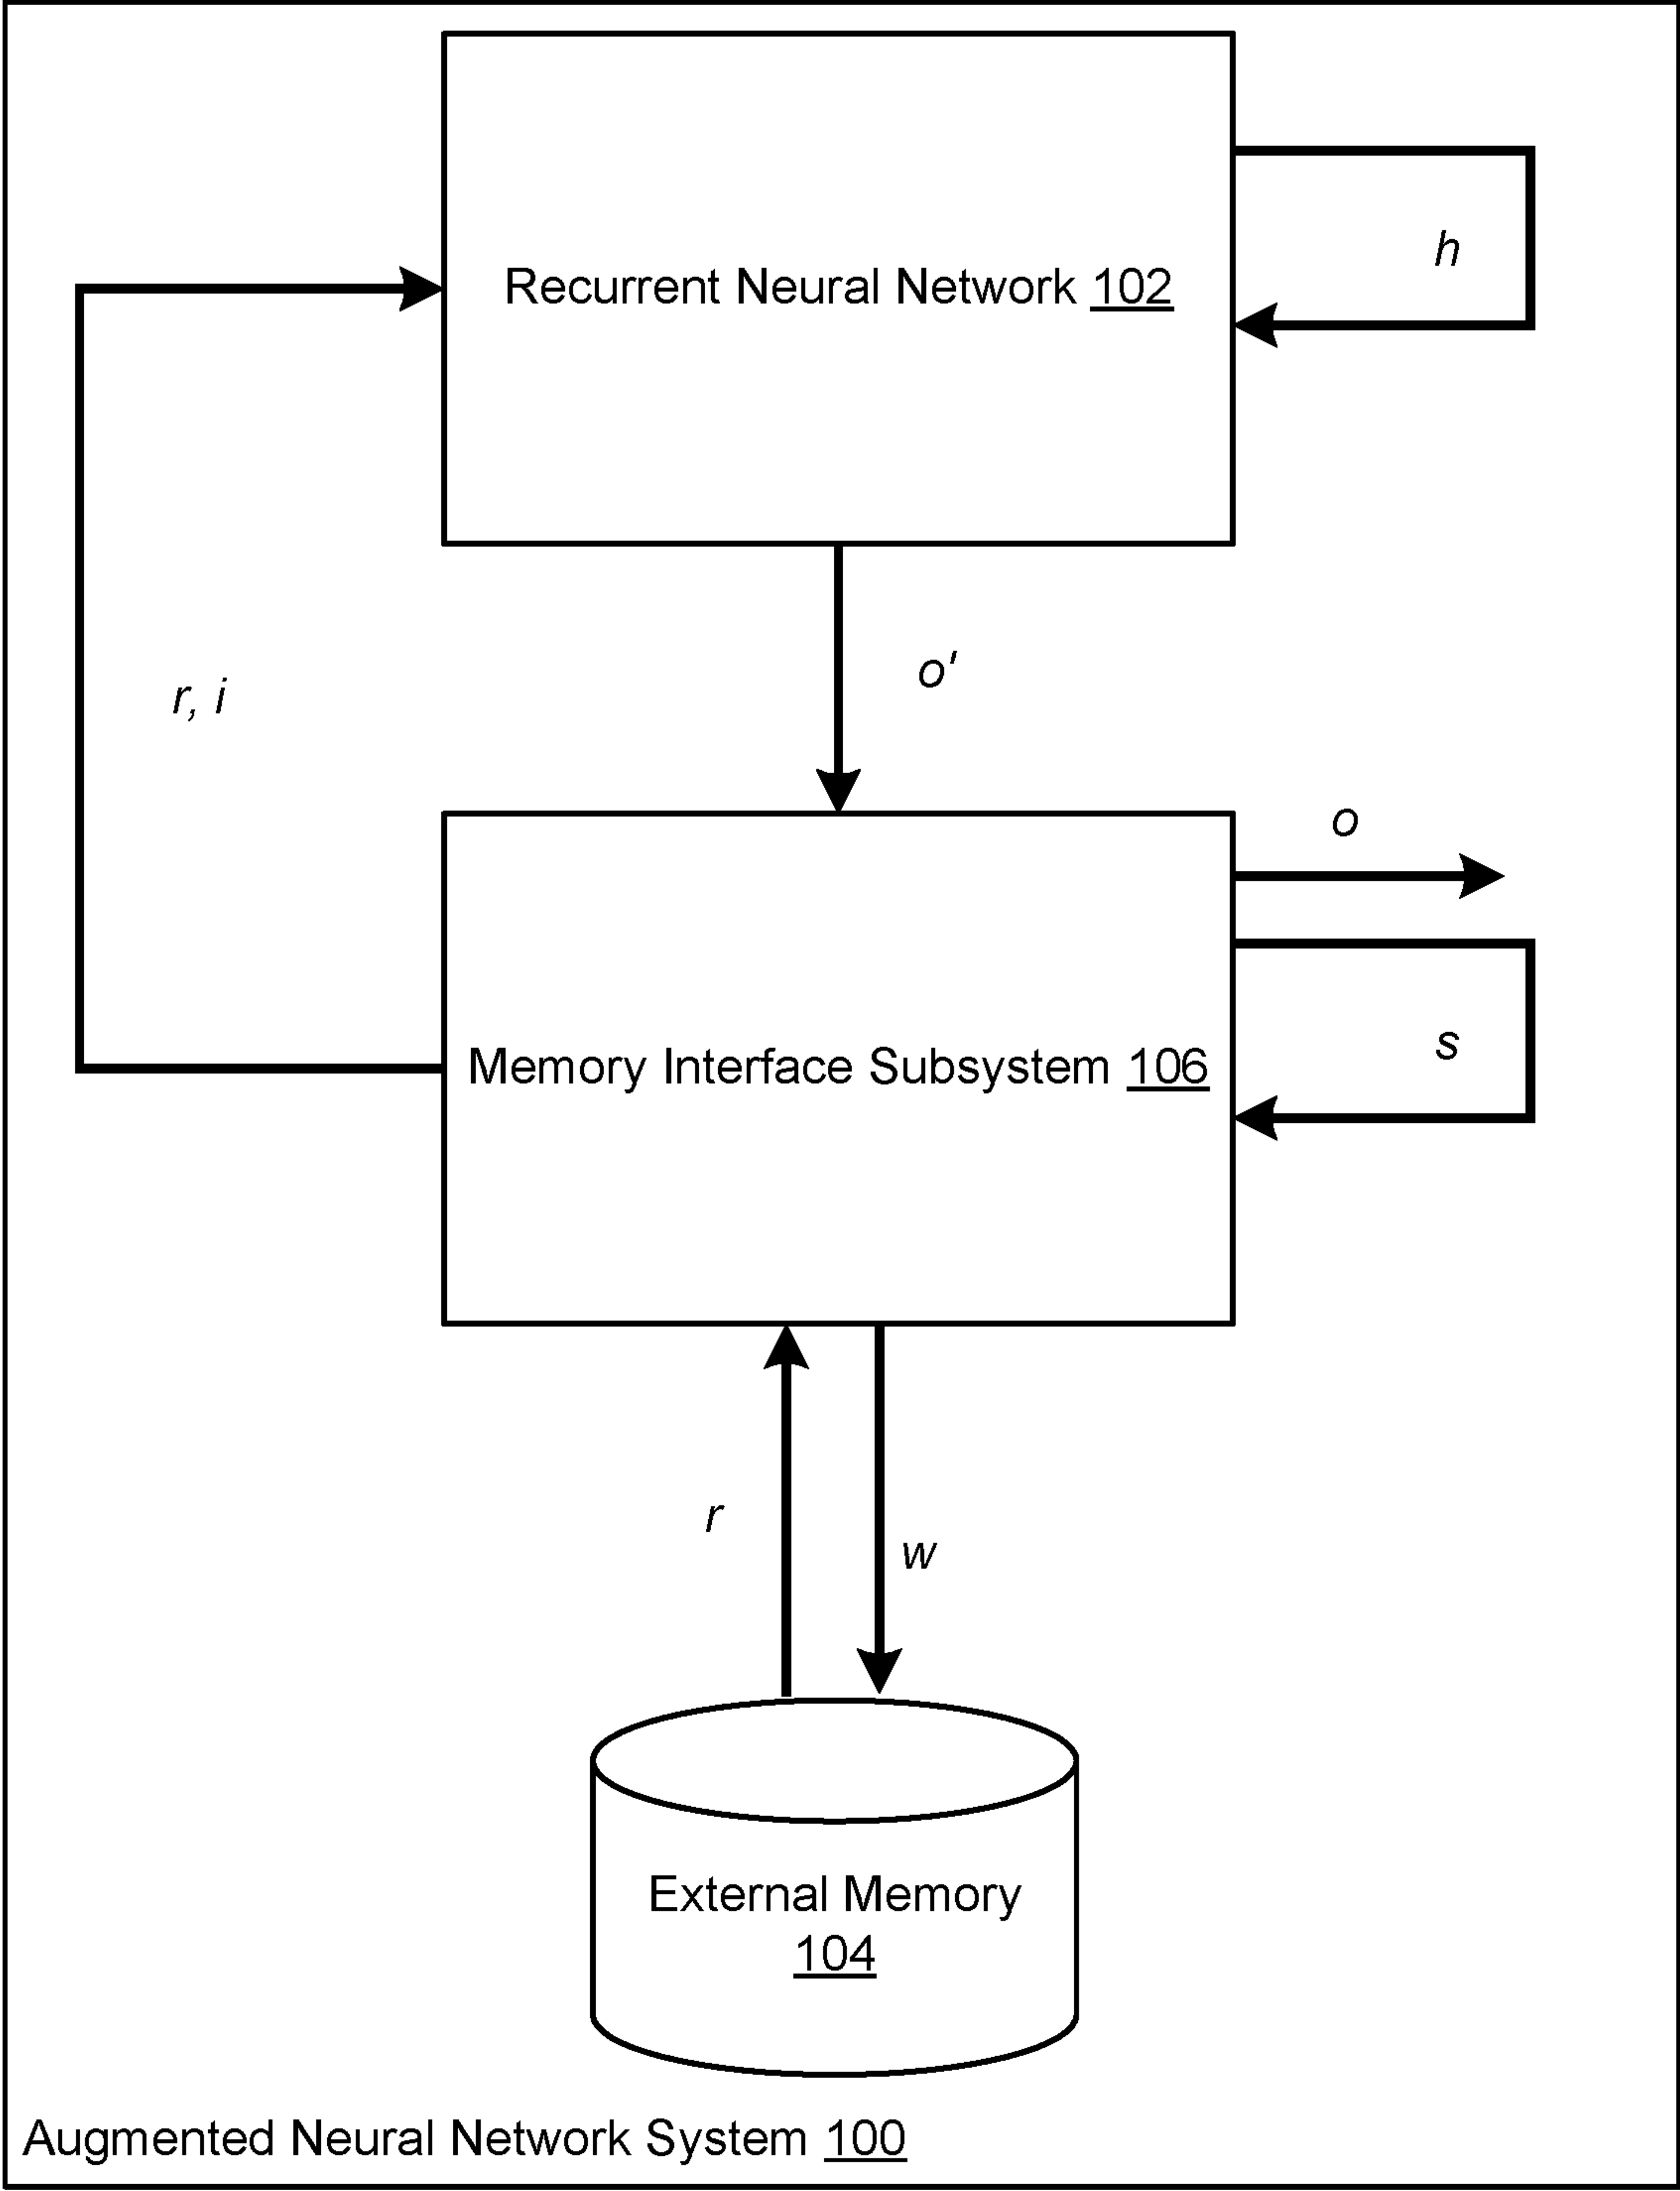 h
Recurrent Neural Network 102
r, i
o'
o
Memory Interface Subsystem 106
s
r
w
External Memory
104
Augmented Neural Network System 100